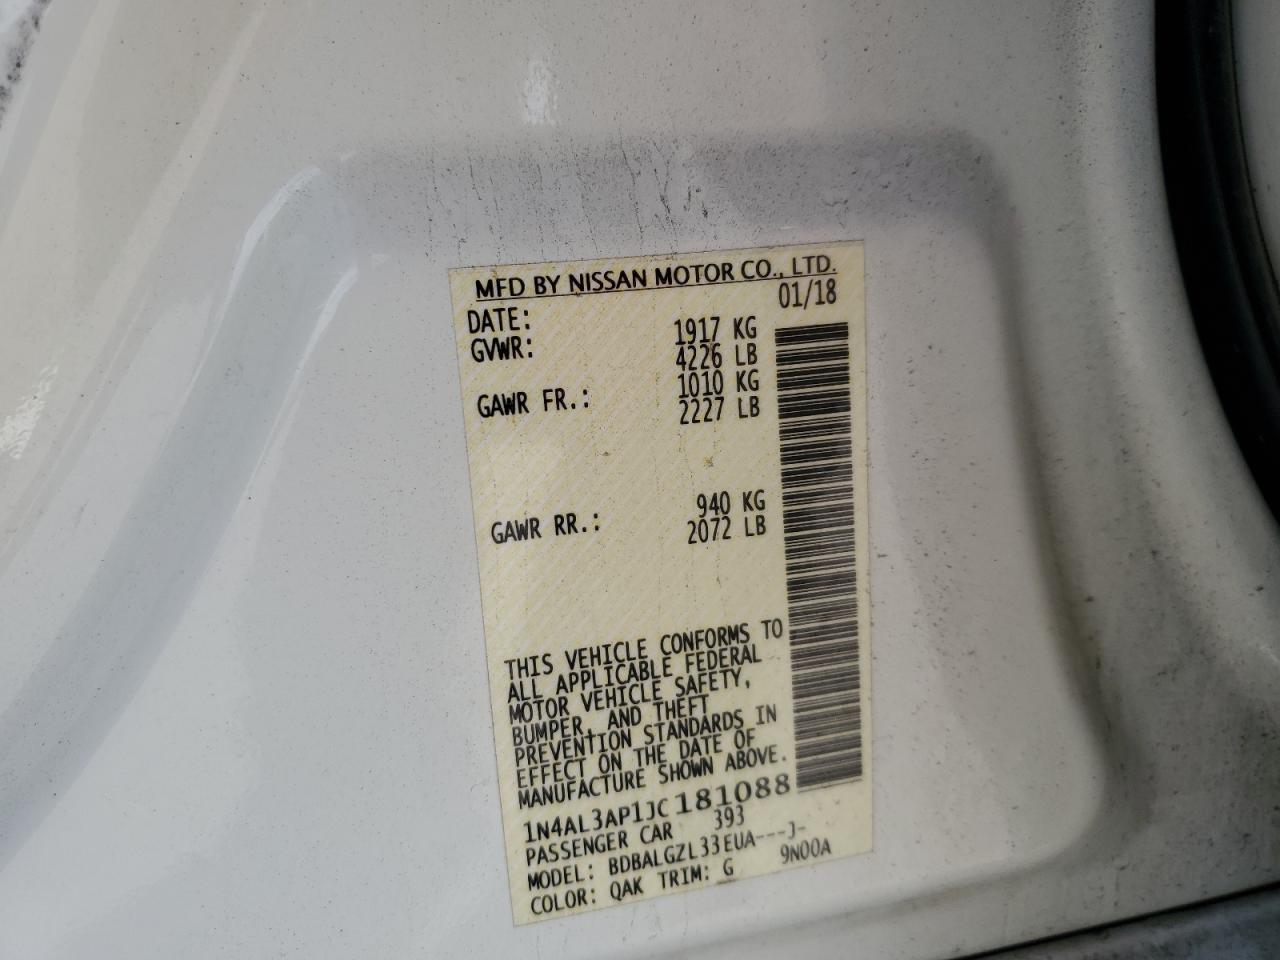 MFD BY NISSAN MOTOR CO., LTD.
DATE: 01/18
GVWR: 1917 KG
4226 LB
GAWR FR.: 1010 KG
2227 LB
GAWR RR.: 940 KG
2072 LB
THIS VEHICLE CONFORMS TO
ALL APPLICABLE FEDERAL
MOTOR VEHICLE SAFETY,
BUMPER, AND THEFT
PREVENTION STANDARDS IN
EFFECT ON THE DATE OF
MANUFACTURE SHOWN ABOVE.
1N4AL3AP1JC181088
PASSENGER CAR 393
MODEL: BDBALGZL33EUA---J-
COLOR: QAK TRIM: G 9N00A